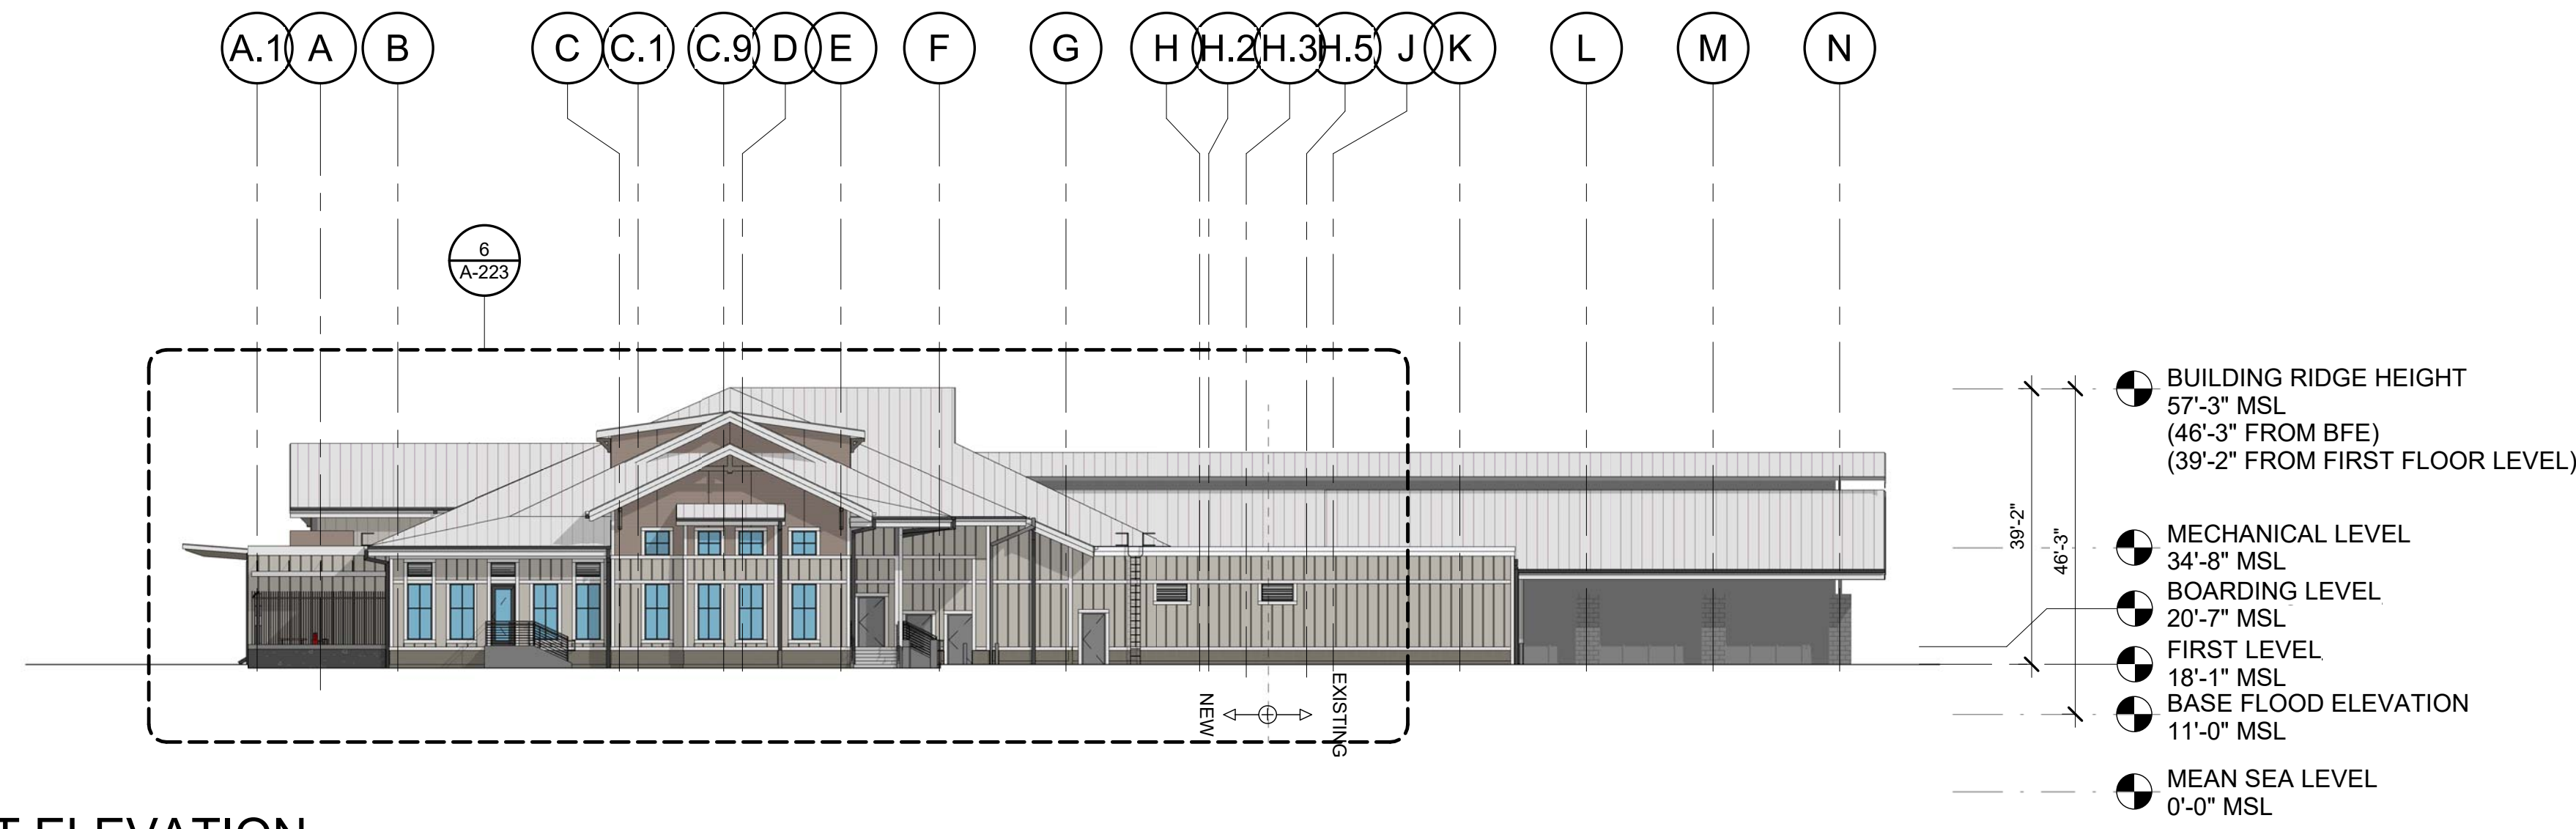 A.1 A B C C.1 C.9 D E F G H H.2 H.3 H.5 J K L M N
6
A-223
BUILDING RIDGE HEIGHT
57'-3" MSL
(46'-3" FROM BFE)
(39'-2" FROM FIRST FLOOR LEVEL)
39'-2"
46'-3"
MECHANICAL LEVEL
34'-8" MSL
BOARDING LEVEL
20'-7" MSL
FIRST LEVEL
18'-1" MSL
BASE FLOOD ELEVATION
11'-0" MSL
MEAN SEA LEVEL
0'-0" MSL
NEW
EXISTING
T ELEVATION